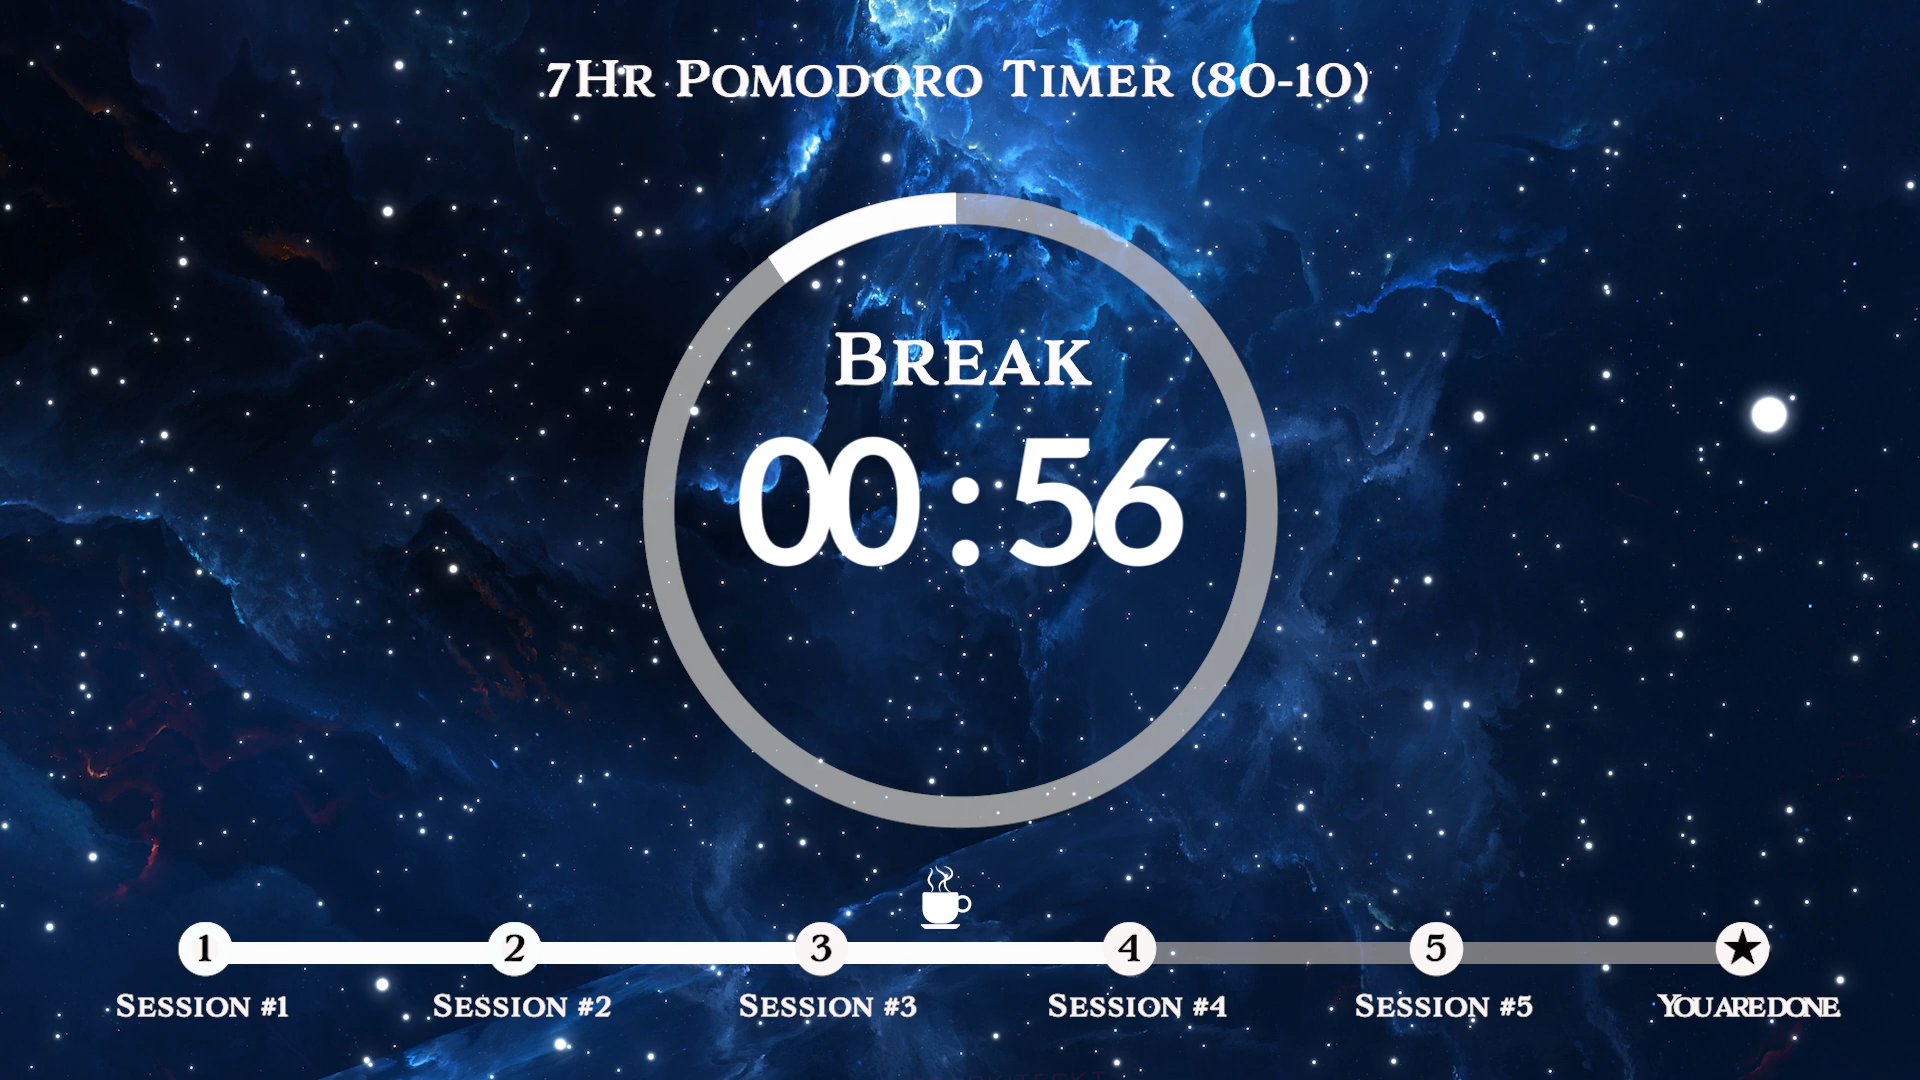 7Hr Pomodoro Timer (80-10)
Break
00:56
1 2 3 4 5
Session #1 Session #2 Session #3 Session #4 Session #5 You are done